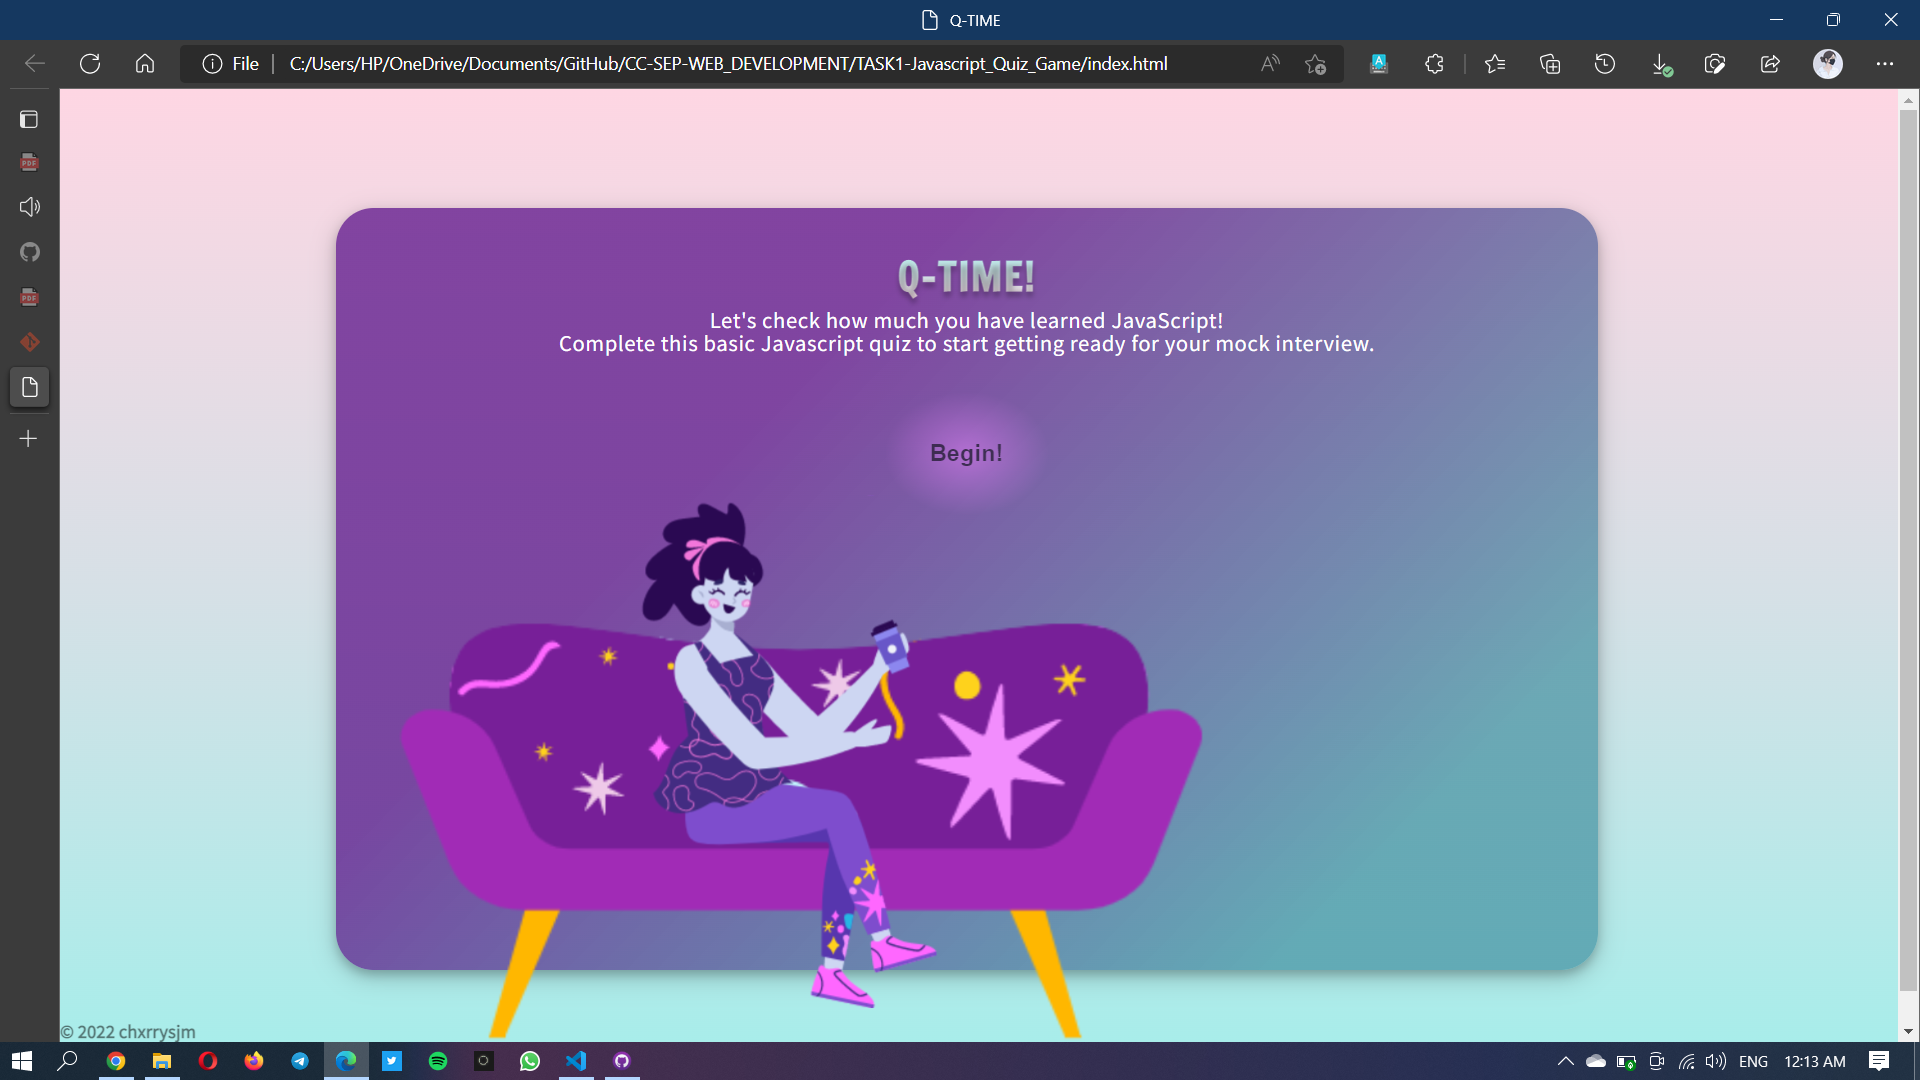 Q-TIME
File
C:/Users/HP/OneDrive/Documents/GitHub/CC-SEP-WEB_DEVELOPMENT/TASK1-Javascript_Quiz_Game/index.html
A
PDF
PDF
Q-TIME!
Let's check how much you have learned JavaScript!
Complete this basic Javascript quiz to start getting ready for your mock interview.
Begin!
© 2022 chxrrysjm
ENG
12:13 AM